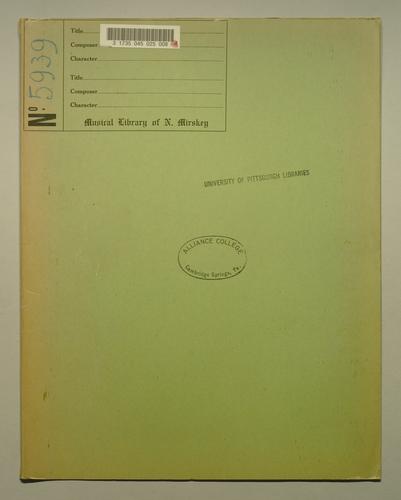 No. 5939
Title
Composer
3 1735 045 025 008
Character
Title
Composer
Character
Musical Library of N. Mirskey
UNIVERSITY OF PITTSBURGH LIBRARIES
ALLIANCE COLLEGE
Cambridge Springs, Pa.